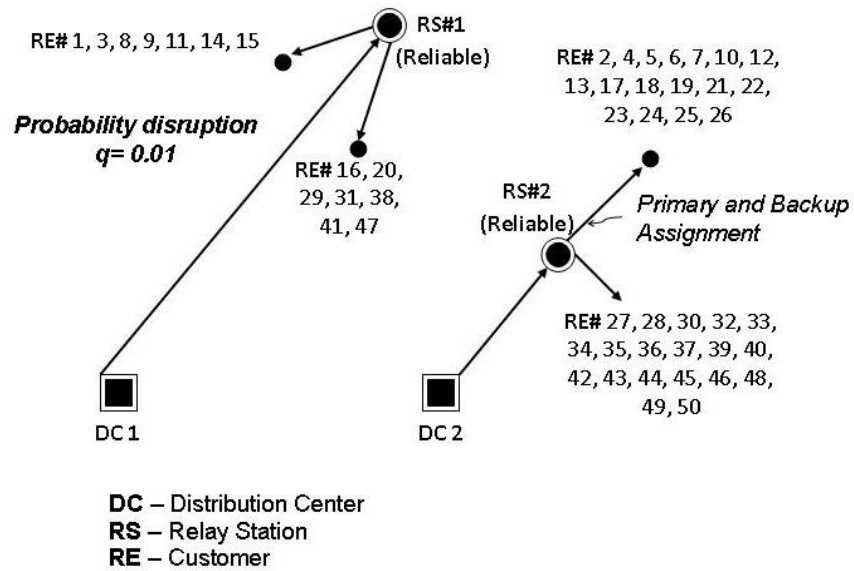 RE# 1, 3, 8, 9, 11, 14, 15
RS#1
(Reliable)
RE# 2, 4, 5, 6, 7, 10, 12,
13, 17, 18, 19, 21, 22,
23, 24, 25, 26
Probability disruption
q= 0.01
RE# 16, 20,
29, 31, 38,
41, 47
RS#2
(Reliable)
Primary and Backup
Assignment
RE# 27, 28, 30, 32, 33,
34, 35, 36, 37, 39, 40,
42, 43, 44, 45, 46, 48,
49, 50
DC 1
DC 2
DC – Distribution Center
RS – Relay Station
RE – Customer